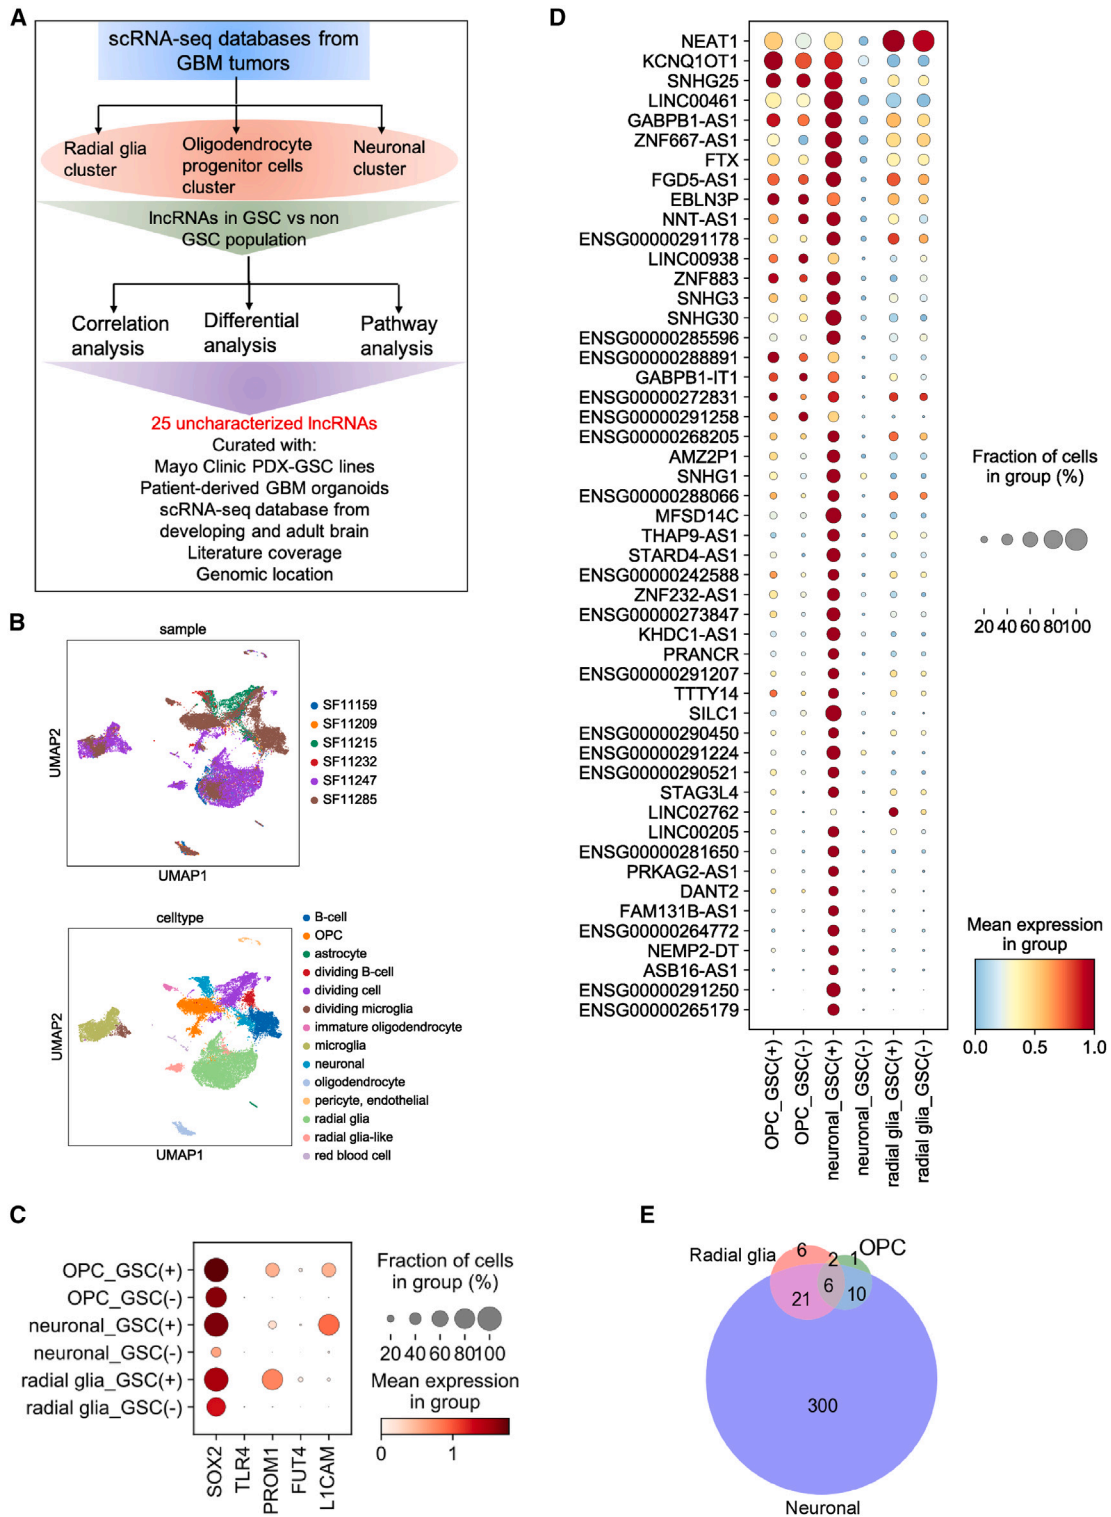 A
scRNA-seq databases from
GBM tumors
Radial glia
cluster
Oligodendrocyte
progenitor cells
cluster
Neuronal
cluster
lncRNAs in GSC vs non
GSC population
Correlation
analysis
Differential
analysis
Pathway
analysis
25 uncharacterized lncRNAs
Curated with:
Mayo Clinic PDX-GSC lines
Patient-derived GBM organoids
scRNA-seq database from
developing and adult brain
Literature coverage
Genomic location
B
sample
UMAP2
UMAP1
SF11159
SF11209
SF11215
SF11232
SF11247
SF11285
celltype
UMAP2
UMAP1
B-cell
OPC
astrocyte
dividing B-cell
dividing cell
dividing microglia
immature oligodendrocyte
microglia
neuronal
oligodendrocyte
pericyte, endothelial
radial glia
radial glia-like
red blood cell
C
OPC_GSC(+)
OPC_GSC(-)
neuronal_GSC(+)
neuronal_GSC(-)
radial glia_GSC(+)
radial glia_GSC(-)
SOX2
TLR4
PROM1
FUT4
L1CAM
Fraction of cells
in group (%)
20 40 60 80 100
Mean expression
in group
0 1
D
NEAT1
KCNQ1OT1
SNHG25
LINC00461
GABPB1-AS1
ZNF667-AS1
FTX
FGD5-AS1
EBLN3P
NNT-AS1
ENSG00000291178
LINC00938
ZNF883
SNHG3
SNHG30
ENSG00000285596
ENSG00000288891
GABPB1-IT1
ENSG00000272831
ENSG00000291258
ENSG00000268205
AMZ2P1
SNHG1
ENSG00000288066
MFSD14C
THAP9-AS1
STARD4-AS1
ENSG00000242588
ZNF232-AS1
ENSG00000273847
KHDC1-AS1
PRANCR
ENSG00000291207
TTTY14
SILC1
ENSG00000290450
ENSG00000291224
ENSG00000290521
STAG3L4
LINC02762
LINC00205
ENSG00000281650
PRKAG2-AS1
DANT2
FAM131B-AS1
ENSG00000264772
NEMP2-DT
ASB16-AS1
ENSG00000291250
ENSG00000265179
OPC_GSC(+)
OPC_GSC(-)
neuronal_GSC(+)
neuronal_GSC(-)
radial glia_GSC(+)
radial glia_GSC(-)
Fraction of cells
in group (%)
20 40 60 80 100
Mean expression
in group
0.0 0.5 1.0
E
Radial glia
6
2
1
OPC
21
6
10
300
Neuronal